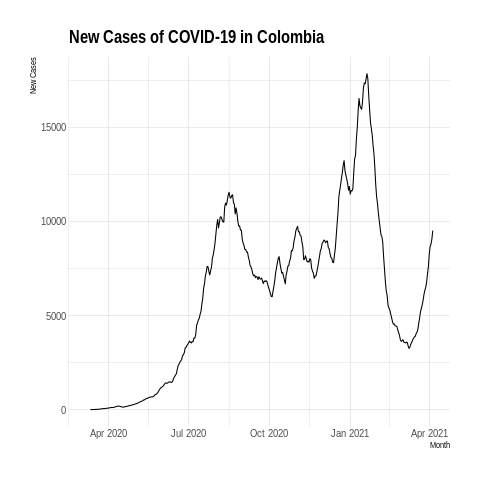 New Cases of COVID-19 in Colombia
New Cases
15000
10000
5000
0
Apr 2020 Jul 2020 Oct 2020 Jan 2021 Apr 2021
Month